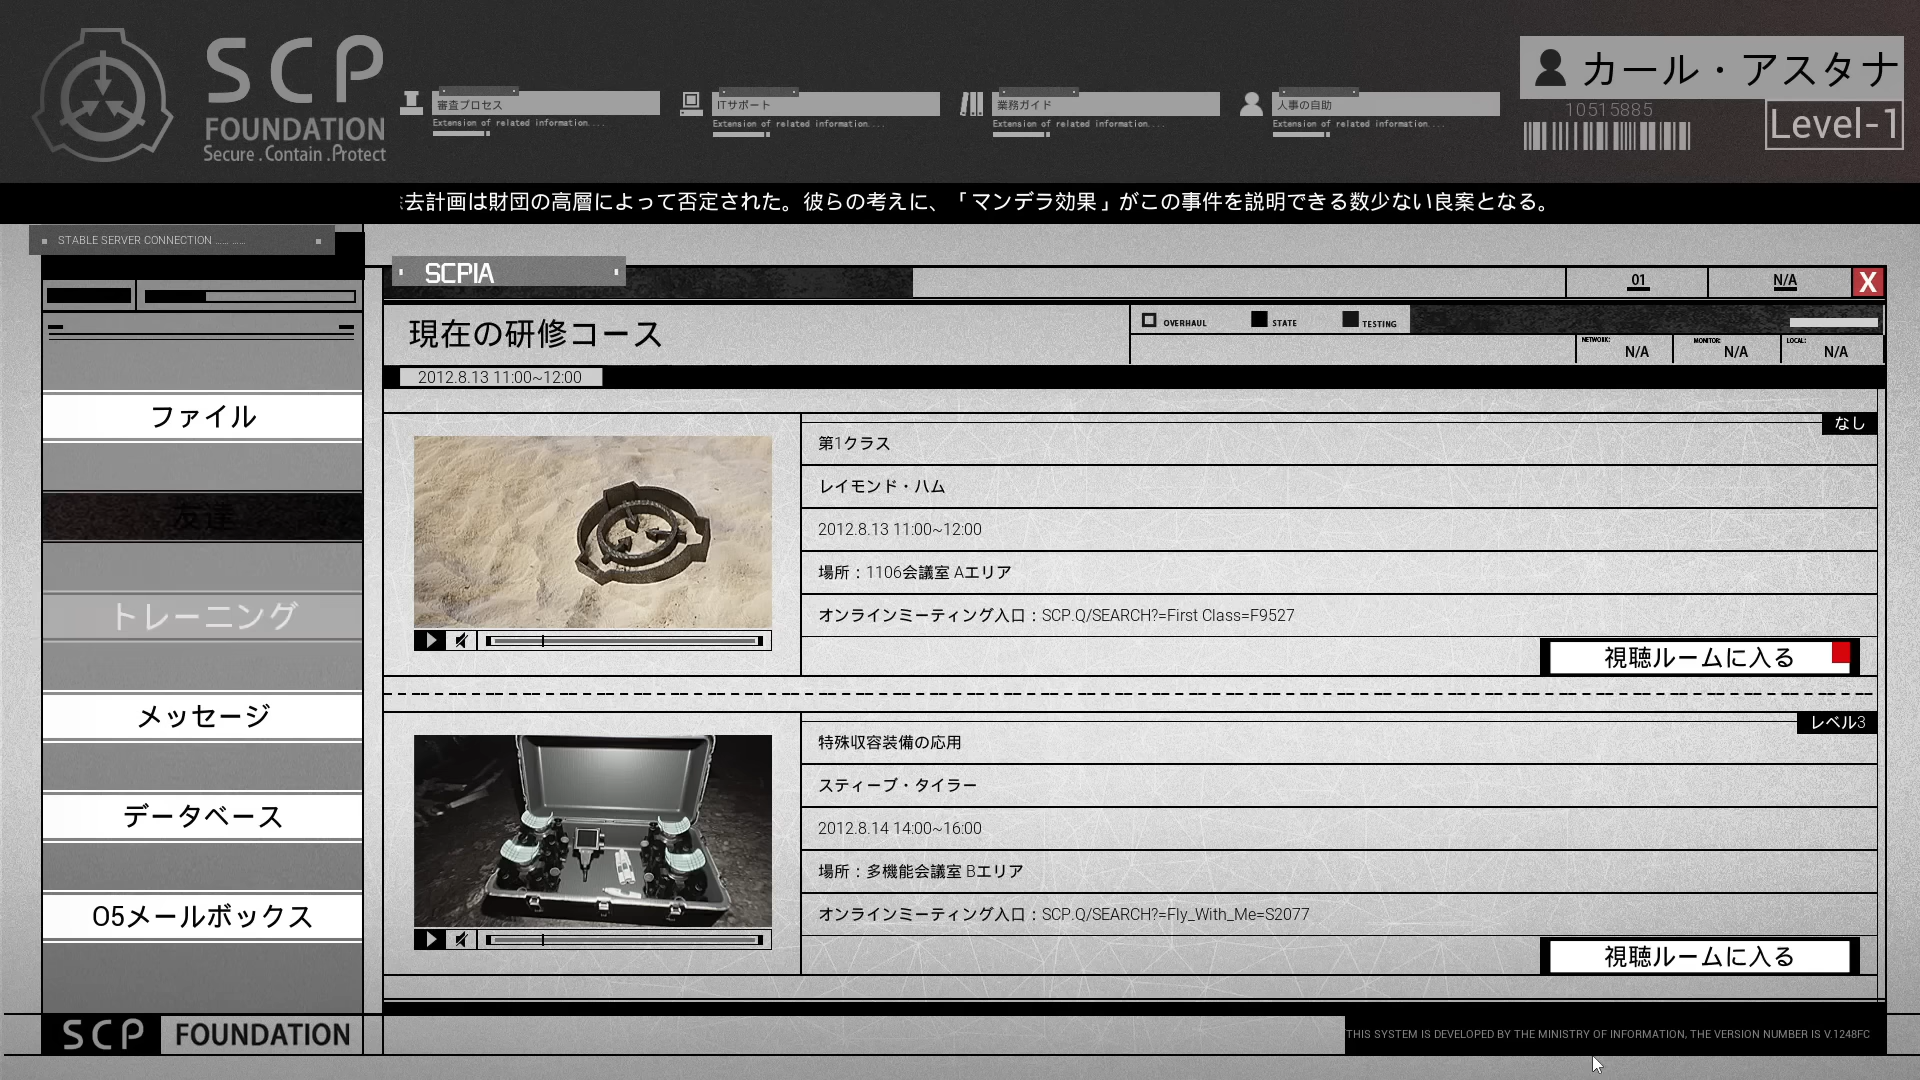 SCP
FOUNDATION
Secure . Contain . Protect
審査プロセス
Extension of related information....
ITサポート
Extension of related information....
業務ガイド
Extension of related information....
人事の自助
Extension of related information....
カール・アスタナ
10515885
Level-1
去計画は財団の高層によって否定された。彼らの考えに、「マンデラ効果」がこの事件を説明できる数少ない良案となる。
STABLE SERVER CONNECTION ...... ......
SCPIA
01
N/A
X
現在の研修コース
OVERHAUL
STATE
TESTING
NETWORK:
N/A
MONITOR:
N/A
LOCAL:
N/A
2012.8.13 11:00~12:00
ファイル
友達
トレーニング
メッセージ
データベース
O5メールボックス
なし
第1クラス
レイモンド・ハム
2012.8.13 11:00~12:00
場所：1106会議室 Aエリア
オンラインミーティング入口：SCP.Q/SEARCH?=First Class=F9527
視聴ルームに入る
レベル3
特殊収容装備の応用
スティーブ・タイラー
2012.8.14 14:00~16:00
場所：多機能会議室 Bエリア
オンラインミーティング入口：SCP.Q/SEARCH?=Fly_With_Me=S2077
視聴ルームに入る
SCP FOUNDATION
THIS SYSTEM IS DEVELOPED BY THE MINISTRY OF INFORMATION, THE VERSION NUMBER IS V.1248FC